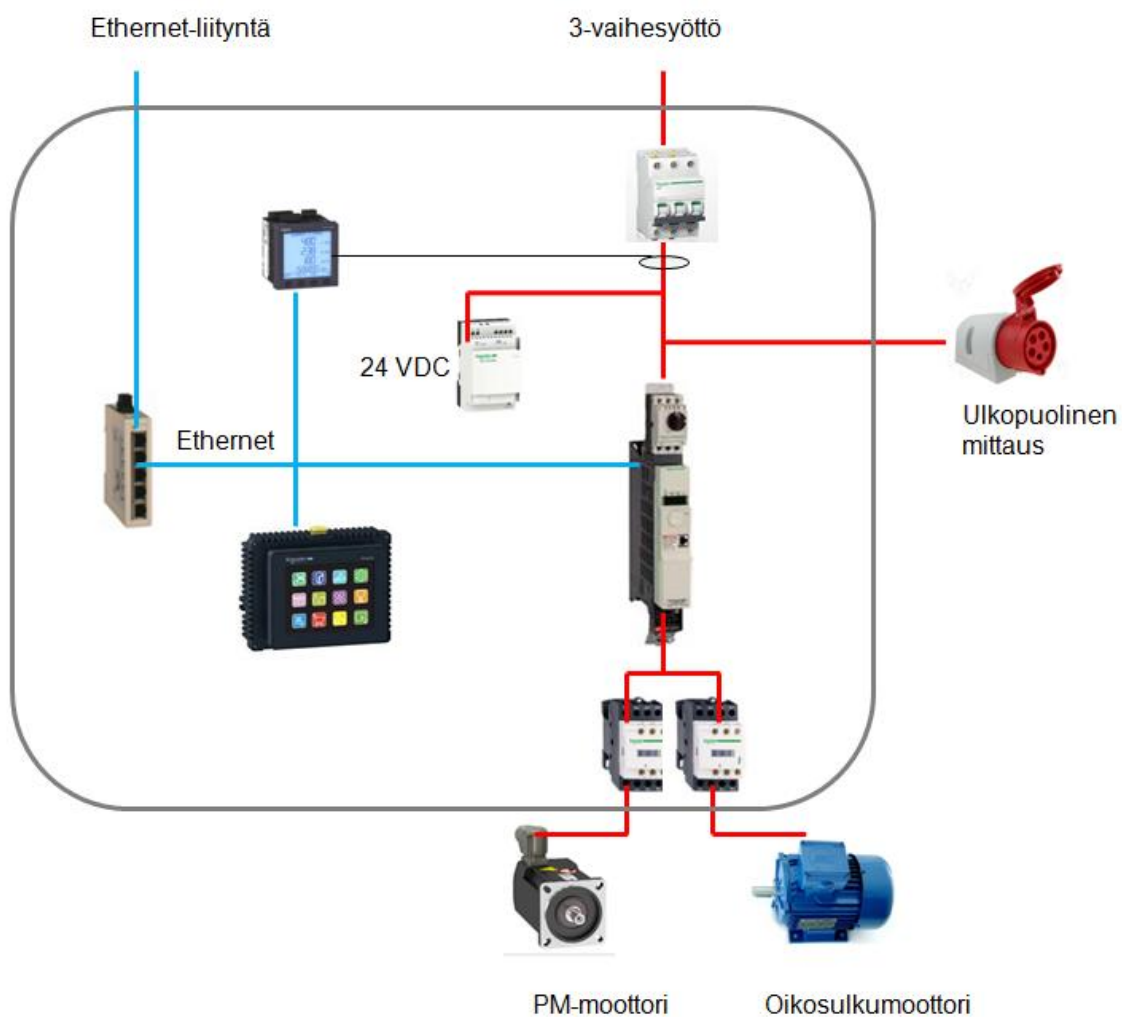 Ethernet-liityntä
3-vaihesyöttö
24 VDC
Ethernet
Ulkopuolinen
mittaus
PM-moottori
Oikosulkumoottori